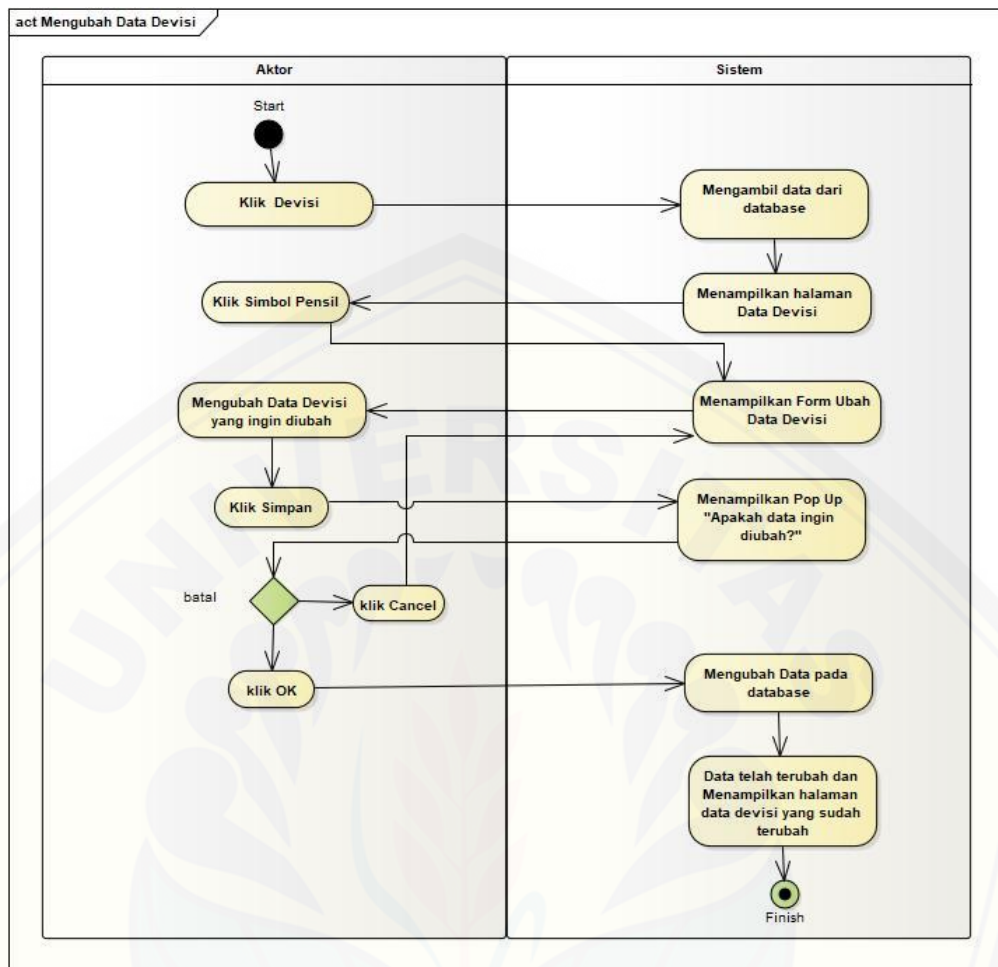 act Mengubah Data Devisi
Aktor
Sistem
Start
Klik Devisi
Mengambil data dari
database
Klik Simbol Pensil
Menampilkan halaman
Data Devisi
Mengubah Data Devisi
yang ingin diubah
Menampilkan Form Ubah
Data Devisi
Klik Simpan
Menampilkan Pop Up
"Apakah data ingin
diubah?"
batal
klik Cancel
klik OK
Mengubah Data pada
database
Data telah terubah dan
Menampilkan halaman
data devisi yang sudah
terubah
Finish
UNIVERSITAS